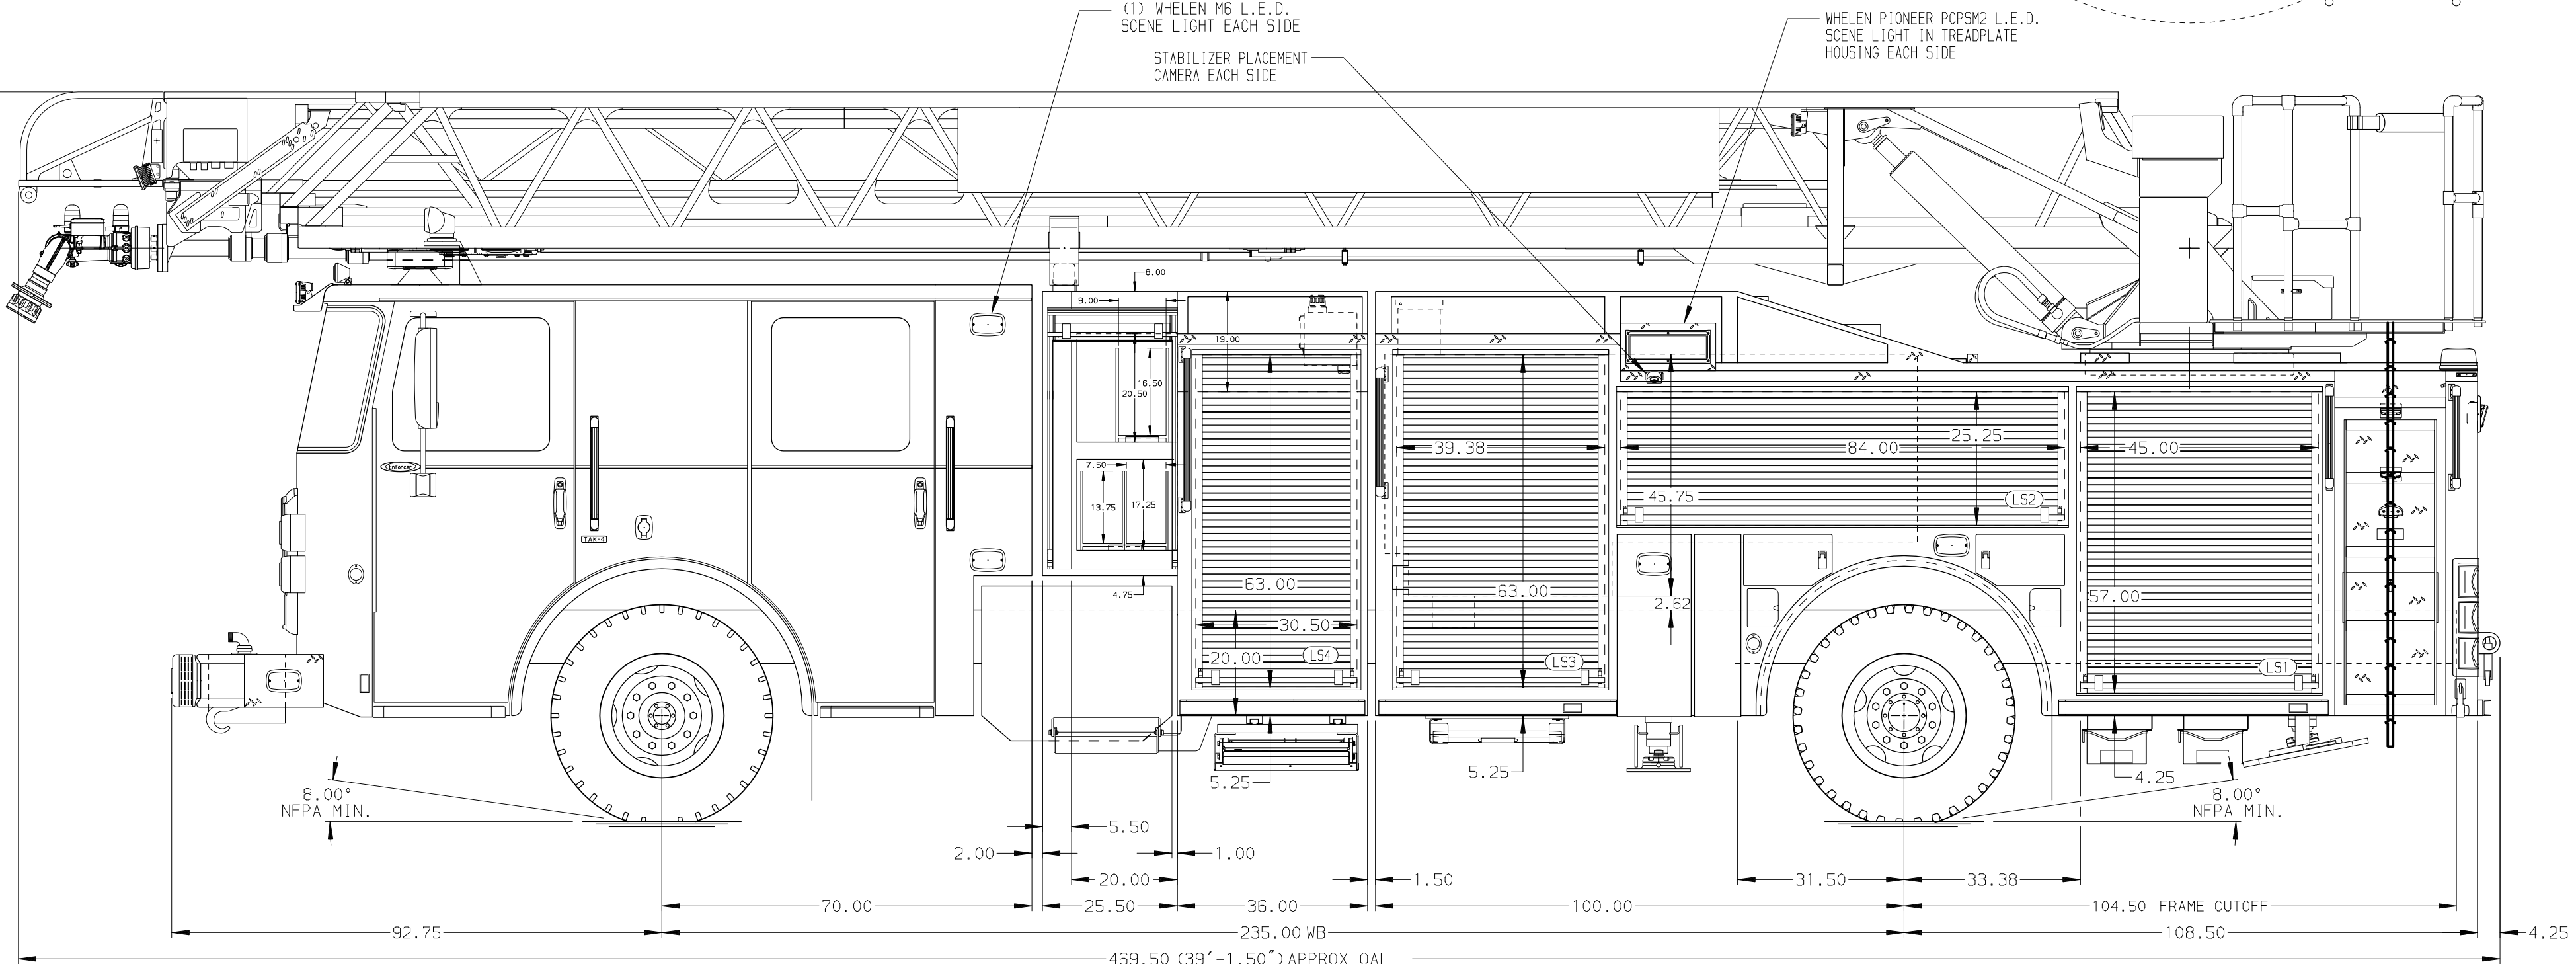 (1) WHELEN M6 L.E.D.
SCENE LIGHT EACH SIDE
STABILIZER PLACEMENT
CAMERA EACH SIDE
WHELEN PIONEER PCPSM2 L.E.D.
SCENE LIGHT IN TREADPLATE
HOUSING EACH SIDE
8.00
9.00
19.00
16.50
20.50
7.50
13.75
17.25
4.75
Enforcer
TAK-4
63.00
30.50
20.00
LS4
39.38
63.00
LS3
84.00
25.25
45.75
LS2
2.62
45.00
57.00
LS1
5.25
5.25
4.25
8.00°
NFPA MIN.
8.00°
NFPA MIN.
5.50
2.00
1.00
20.00
1.50
31.50
33.38
70.00
25.50
36.00
100.00
104.50 FRAME CUTOFF
92.75
235.00 WB
108.50
4.25
469.50 (39'-1.50") APPROX OAL